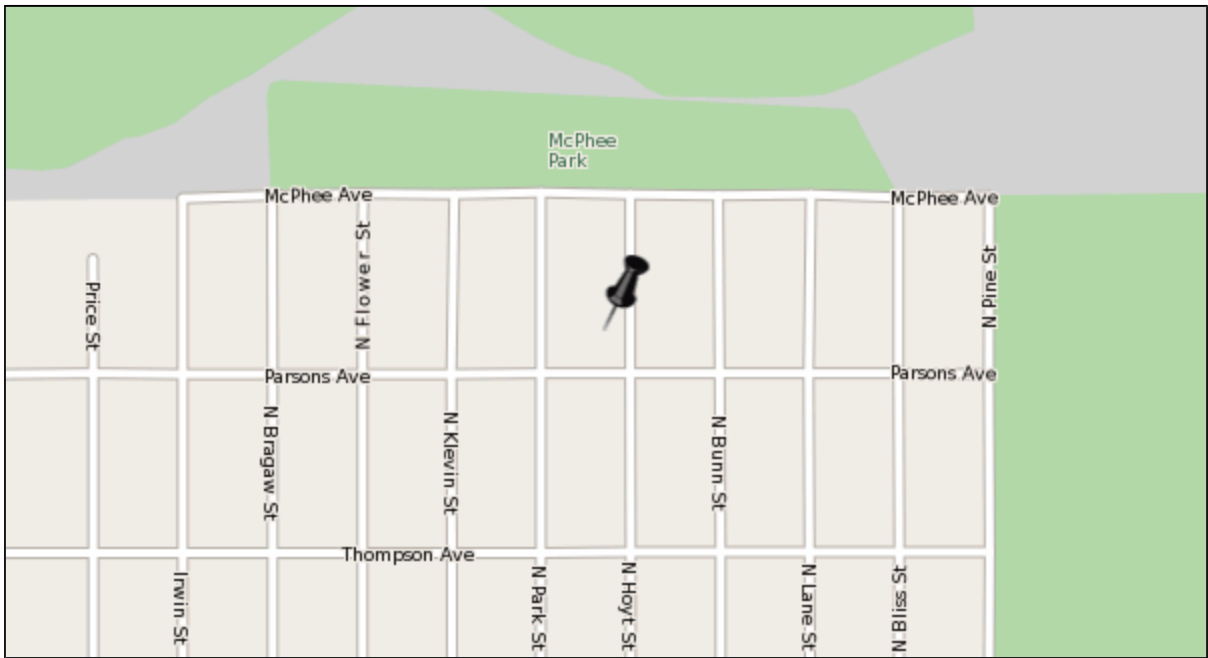 McPhee
Park
McPhee Ave
McPhee Ave
N Flower St
N Pine St
Price St
Parsons Ave
Parsons Ave
N Bragaw St
N Klevin St
N Bunn St
Thompson Ave
Irwin St
N Park St
N Hoyt St
N Lane St
N Bliss St